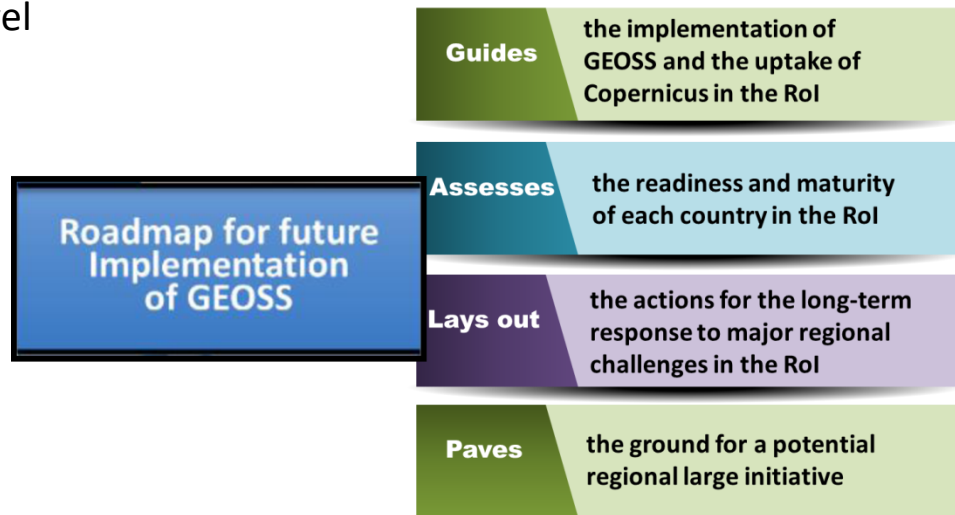 Guides
the implementation of
GEOSS and the uptake of
Copernicus in the RoI
Assesses
the readiness and maturity
of each country in the RoI
Roadmap for future
Implementation
of GEOSS
Lays out
the actions for the long-term
response to major regional
challenges in the RoI
Paves
the ground for a potential
regional large initiative